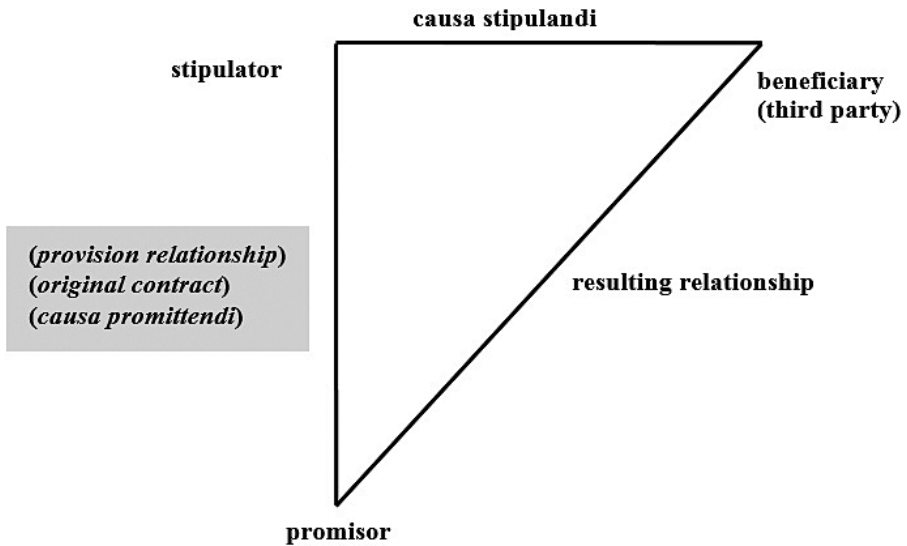 causa stipulandi
stipulator
beneficiary
(third party)
(provision relationship)
(original contract)
(causa promittendi)
resulting relationship
promisor